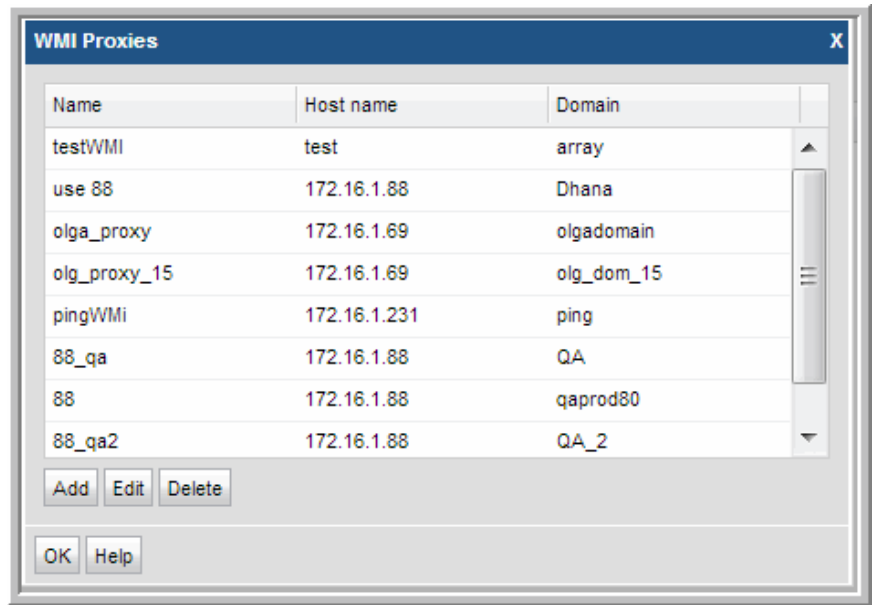 WMI Proxies X
Name Host name Domain
testWMI test array
use 88 172.16.1.88 Dhana
olga_proxy 172.16.1.69 olgadomain
olg_proxy_15 172.16.1.69 olg_dom_15
pingWMi 172.16.1.231 ping
88_qa 172.16.1.88 QA
88 172.16.1.88 qaprod80
88_qa2 172.16.1.88 QA_2
Add Edit Delete
OK Help